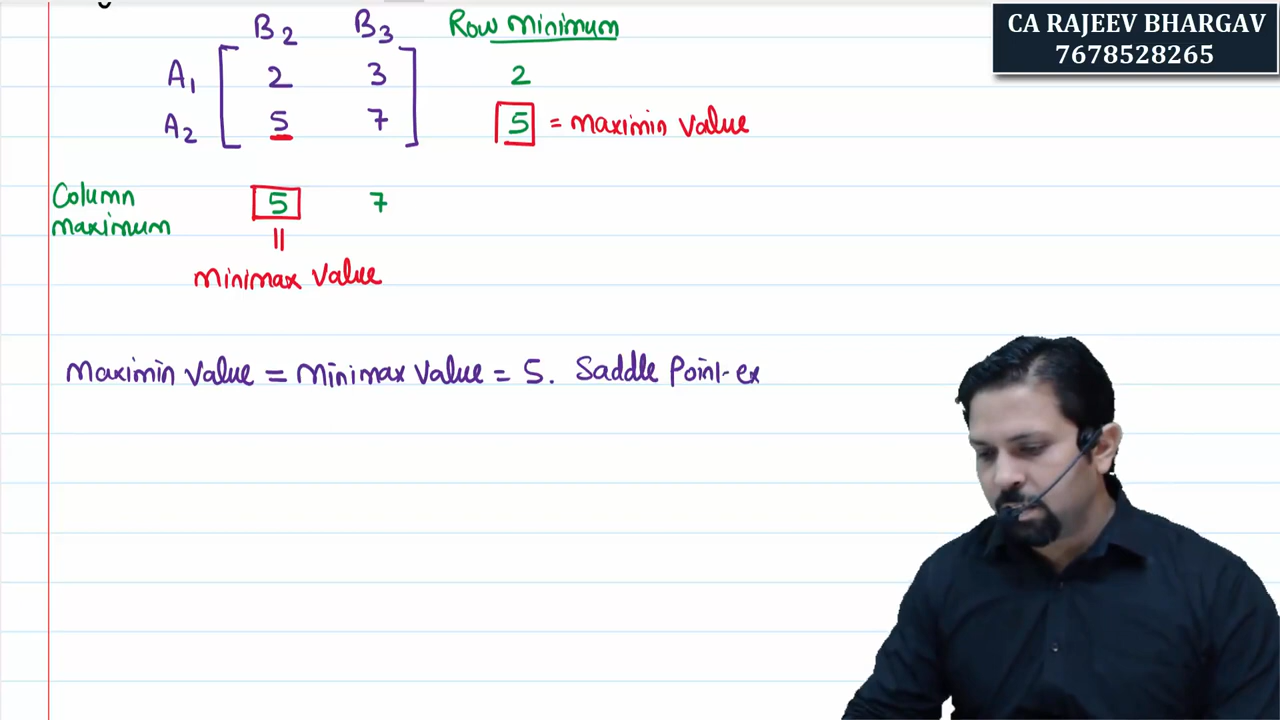 CA RAJEEV BHARGAV
7678528265
B2 B3 Row minimum
A1 2 3 2
A2 5 7 5 = maximin value
Column 5 7
maximum
minimax value
maximin value = minimax value = 5. Saddle Point ex